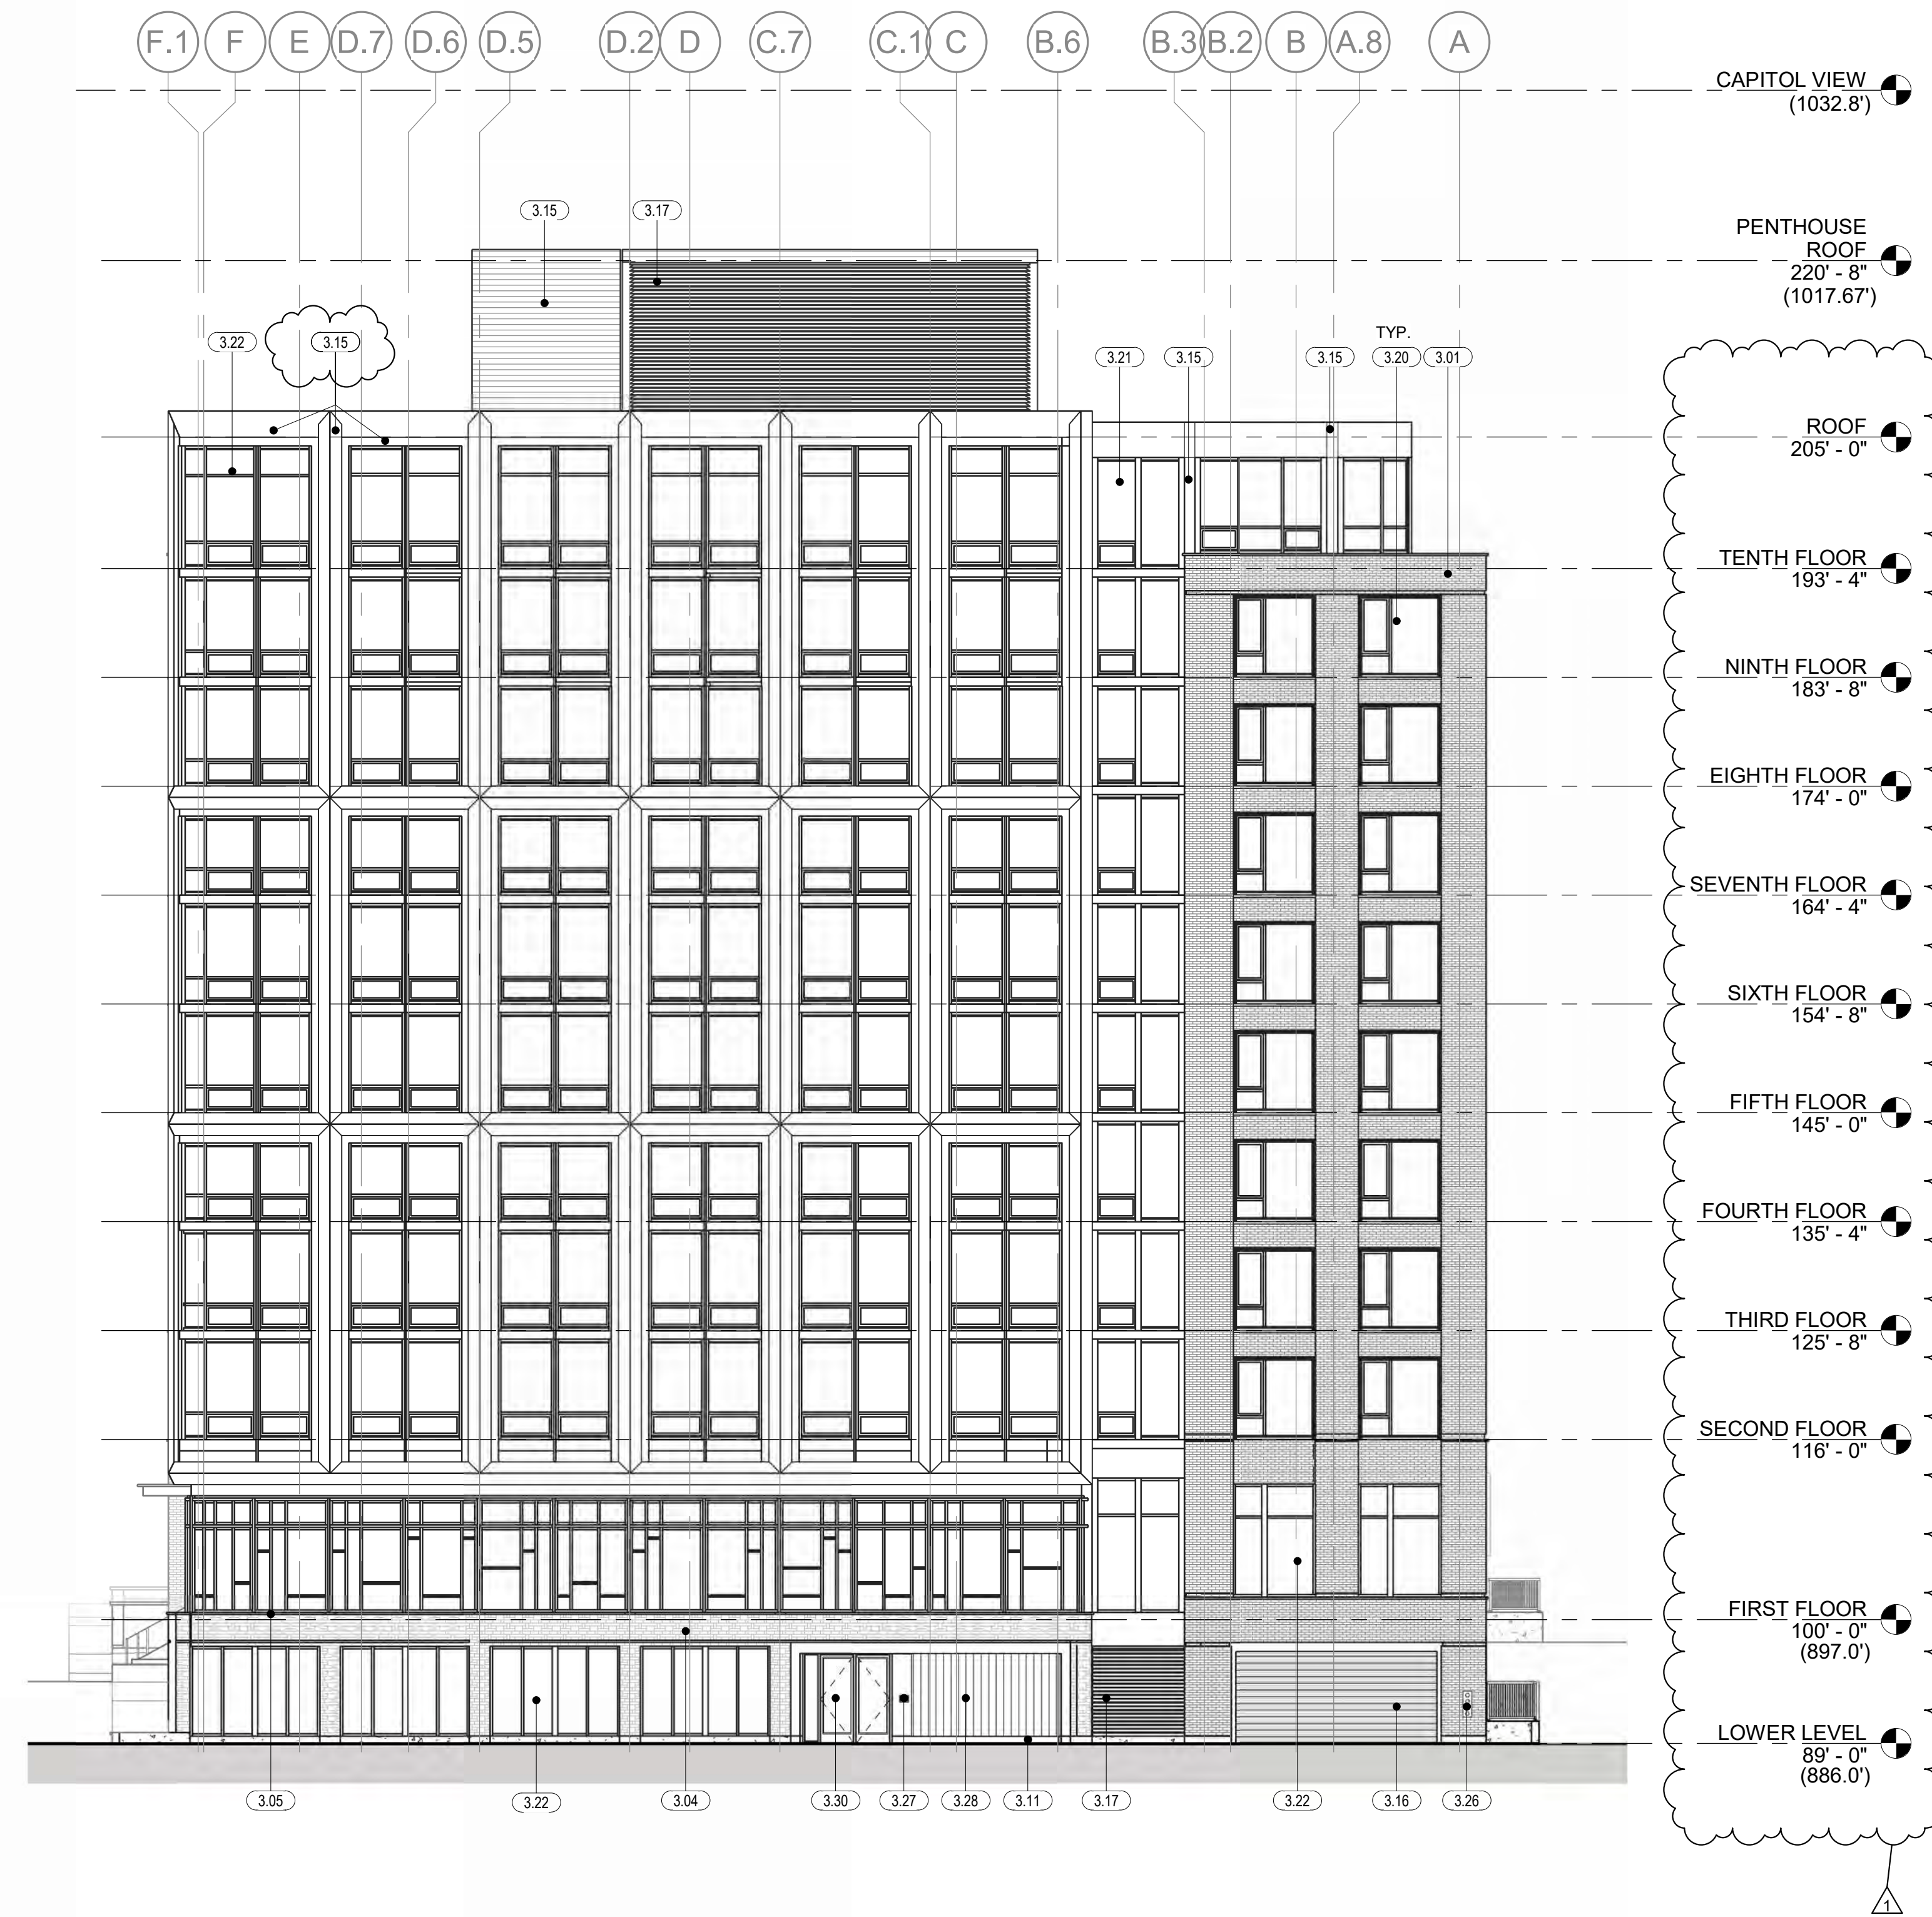 F.1 F E D.7 D.6 D.5 D.2 D C.7 C.1 C B.6 B.3 B.2 B A.8 A
CAPITOL VIEW
(1032.8')
3.15 3.17
PENTHOUSE
ROOF
220' - 8"
(1017.67')
TYP.
3.22 3.15 3.21 3.15 3.15 3.20 3.01
ROOF
205' - 0"
TENTH FLOOR
193' - 4"
NINTH FLOOR
183' - 8"
EIGHTH FLOOR
174' - 0"
SEVENTH FLOOR
164' - 4"
SIXTH FLOOR
154' - 8"
FIFTH FLOOR
145' - 0"
FOURTH FLOOR
135' - 4"
THIRD FLOOR
125' - 8"
SECOND FLOOR
116' - 0"
FIRST FLOOR
100' - 0"
(897.0')
LOWER LEVEL
89' - 0"
(886.0')
3.05 3.22 3.04 3.30 3.27 3.28 3.11 3.17 3.22 3.16 3.26
1